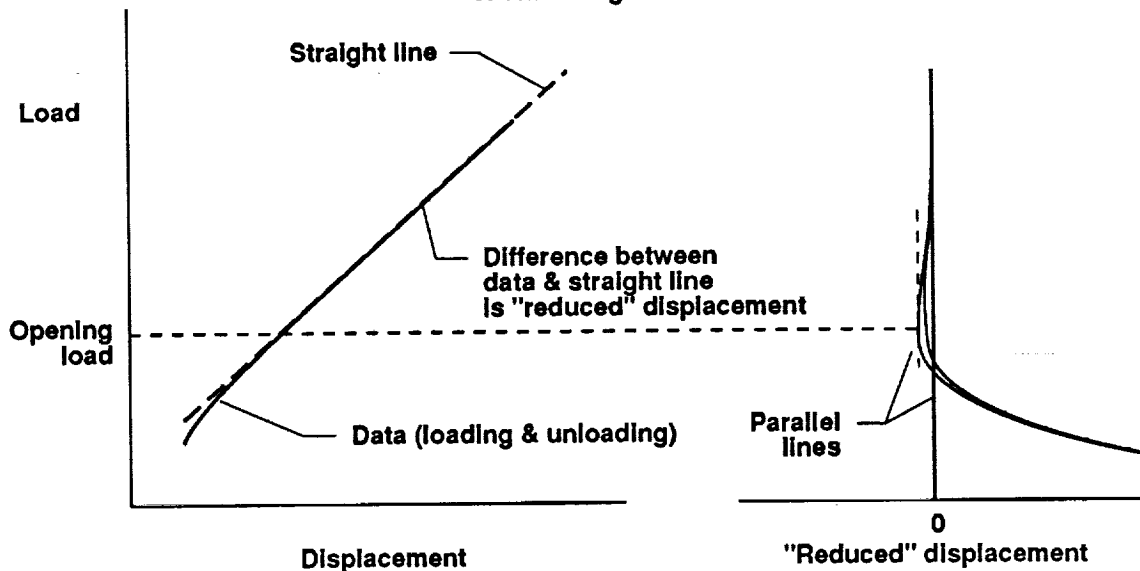 Straight line
Load
Difference between
data & straight line
is "reduced" displacement
Opening
load
Data (loading & unloading)
Parallel
lines
0
Displacement
"Reduced" displacement